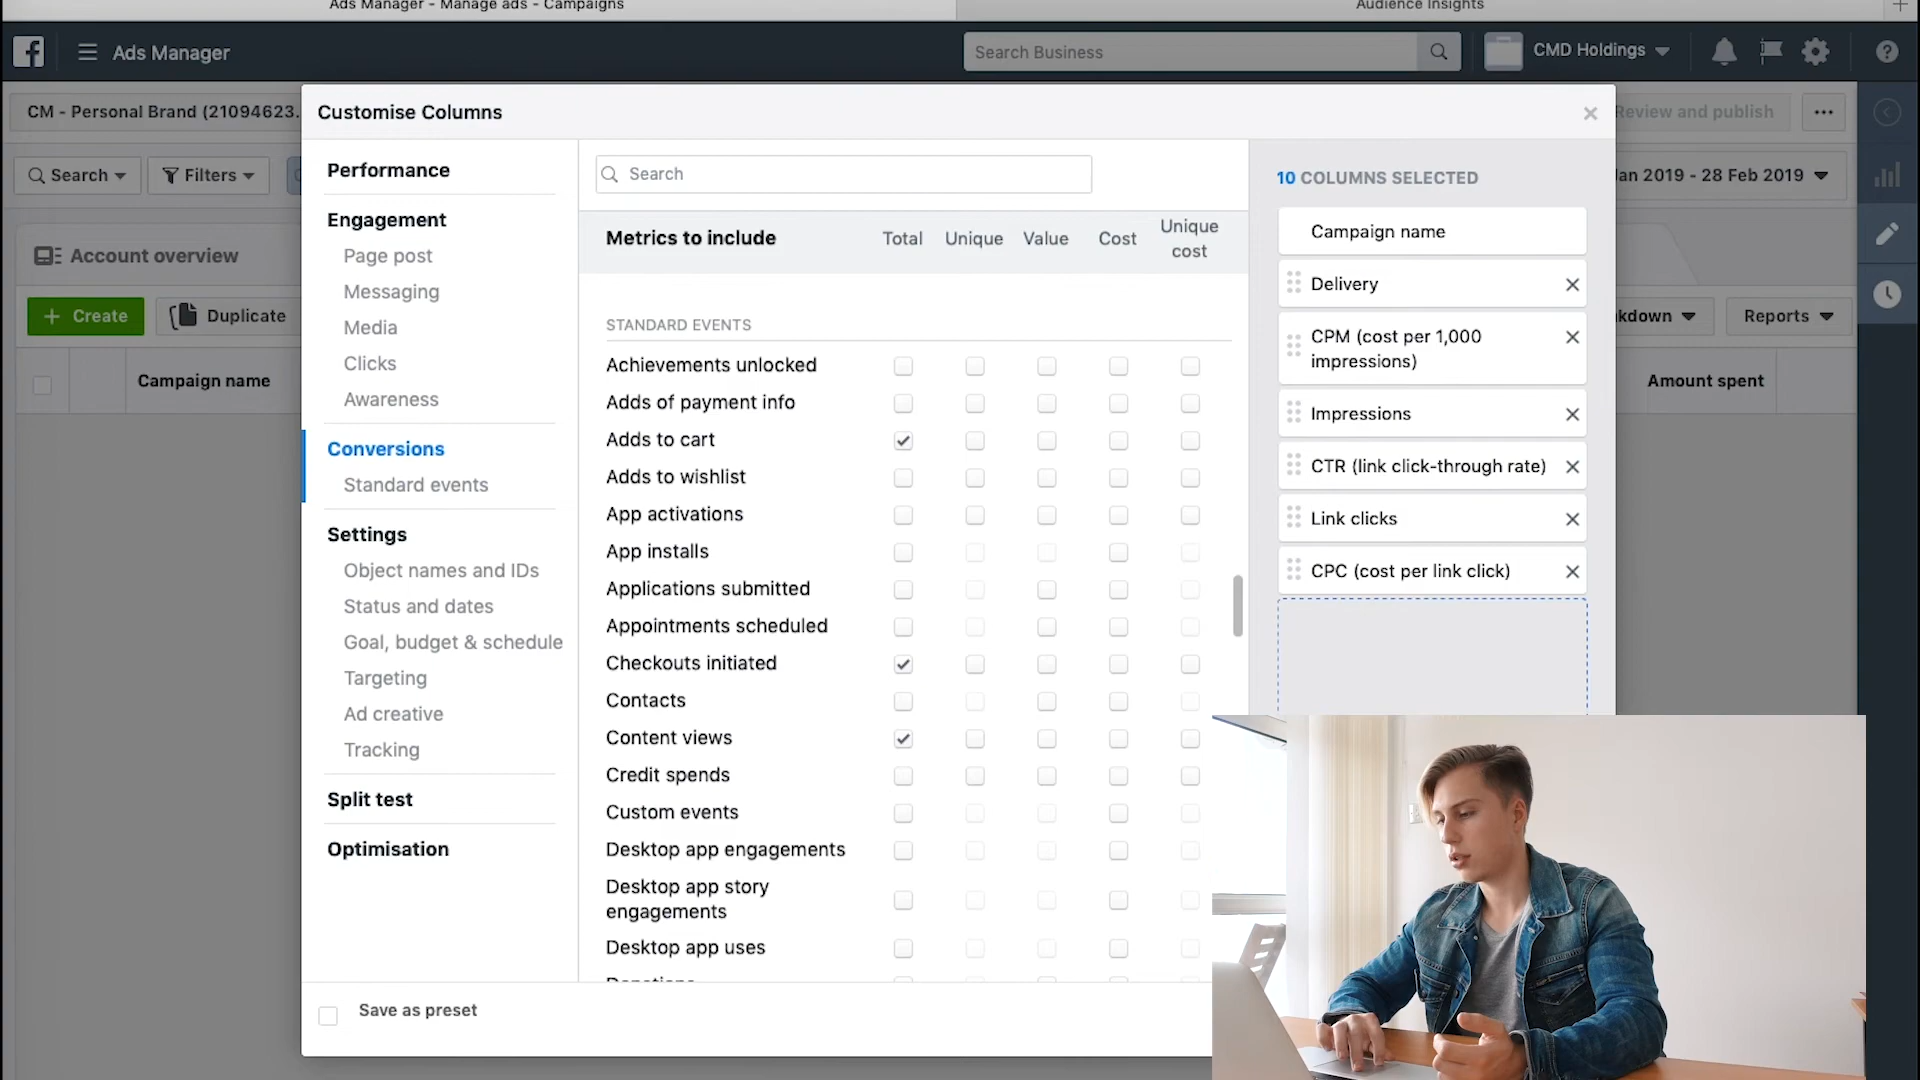 Ads Manager - Manage ads - Campaigns
Audience Insights
Ads Manager
Search Business
CMD Holdings
CM - Personal Brand (21094623.
Review and publish
Search
Filters
an 2019 - 28 Feb 2019
Account overview
Create
Duplicate
kdown
Reports
Campaign name
Amount spent
Customise Columns
Performance
Engagement
Page post
Messaging
Media
Clicks
Awareness
Conversions
Standard events
Settings
Object names and IDs
Status and dates
Goal, budget & schedule
Targeting
Ad creative
Tracking
Split test
Optimisation
Search
Metrics to include
Total
Unique
Value
Cost
Unique
cost
STANDARD EVENTS
Achievements unlocked
Adds of payment info
Adds to cart
Adds to wishlist
App activations
App installs
Applications submitted
Appointments scheduled
Checkouts initiated
Contacts
Content views
Credit spends
Custom events
Desktop app engagements
Desktop app story
engagements
Desktop app uses
10 COLUMNS SELECTED
Campaign name
Delivery
CPM (cost per 1,000
impressions)
Impressions
CTR (link click-through rate)
Link clicks
CPC (cost per link click)
Save as preset